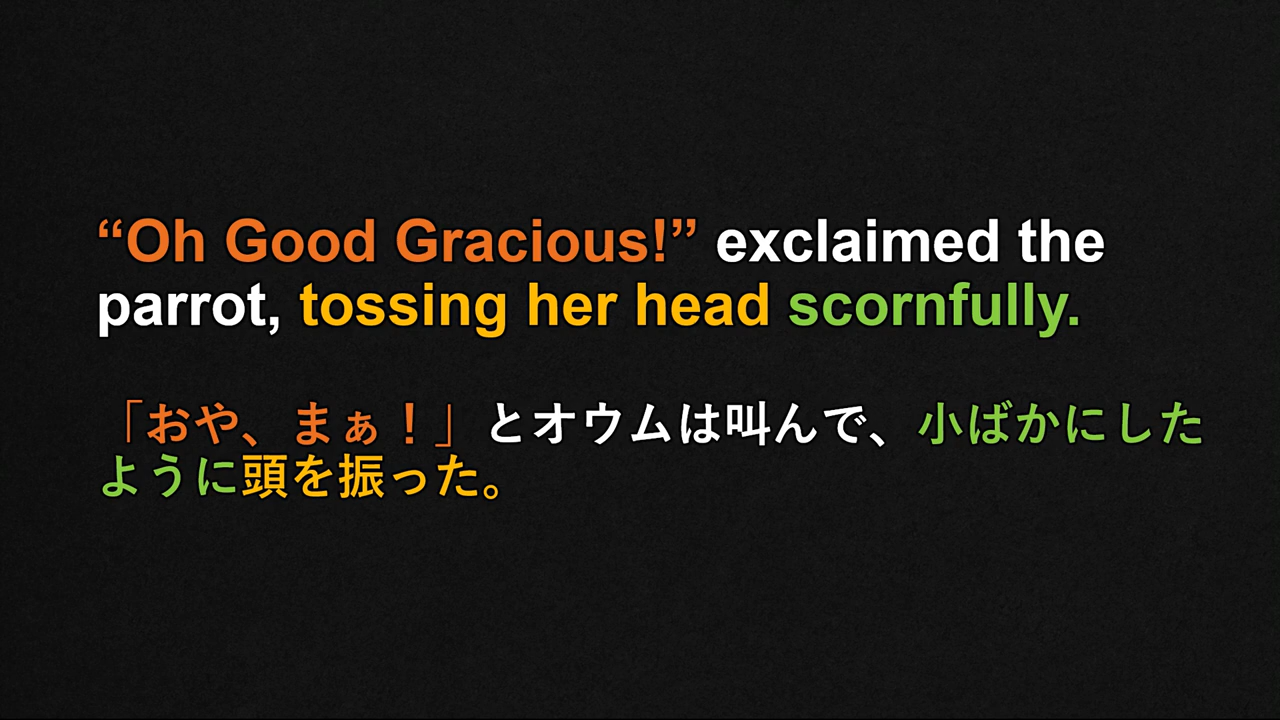 “Oh Good Gracious!” exclaimed the
parrot, tossing her head scornfully.
「おや、まぁ！」とオウムは叫んで、小ばかにした
ように頭を振った。